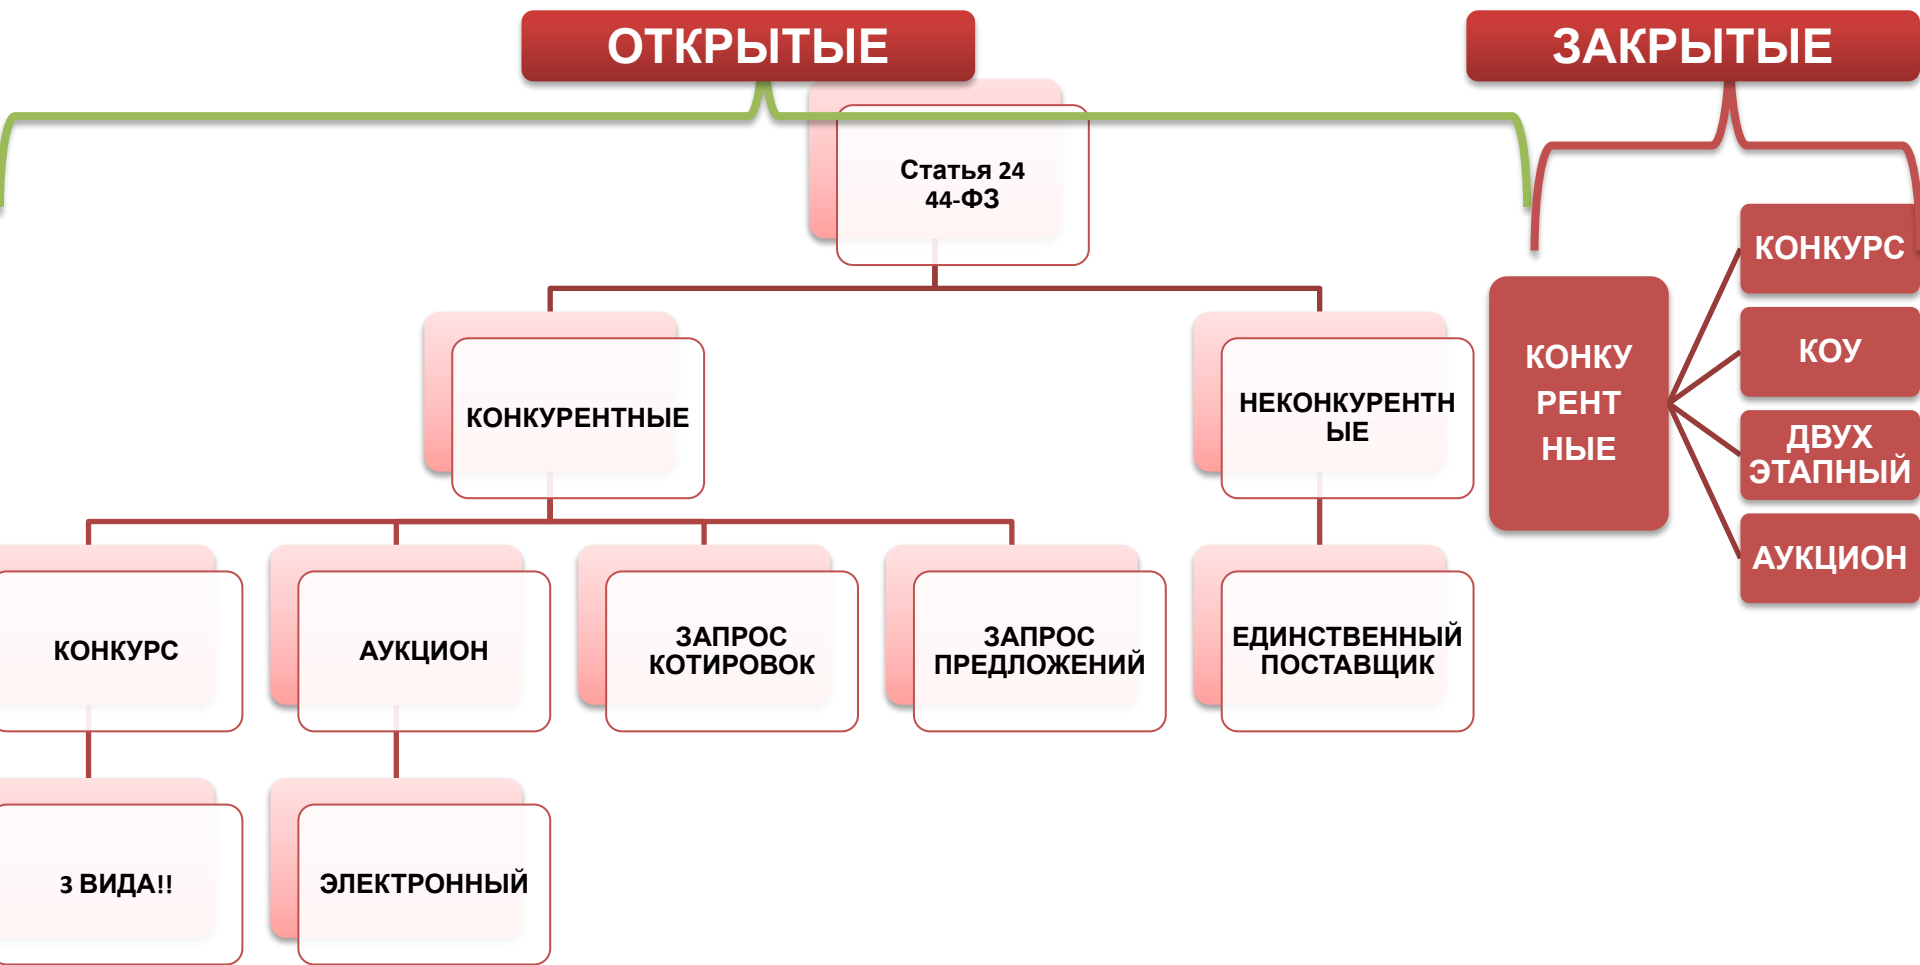 ОТКРЫТЫЕ
ЗАКРЫТЫЕ
Статья 24
44-ФЗ
КОНКУРЕНТНЫЕ
НЕКОНКУРЕНТН
ЫЕ
КОНКУРС
АУКЦИОН
ЗАПРОС
КОТИРОВОК
ЗАПРОС
ПРЕДЛОЖЕНИЙ
ЕДИНСТВЕННЫЙ
ПОСТАВЩИК
3 ВИДА!!
ЭЛЕКТРОННЫЙ
КОНКУ
РЕНТ
НЫЕ
КОНКУРС
КОУ
ДВУХ
ЭТАПНЫЙ
АУКЦИОН